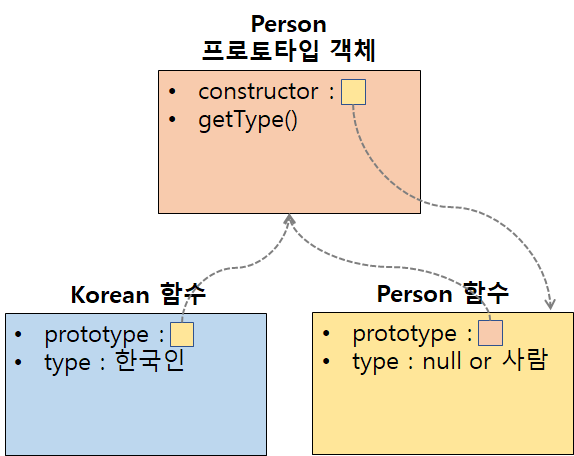 Person
프로토타입 객체
• constructor :
• getType()
Korean 함수
• prototype :
• type : 한국인
Person 함수
• prototype :
• type : null or 사람